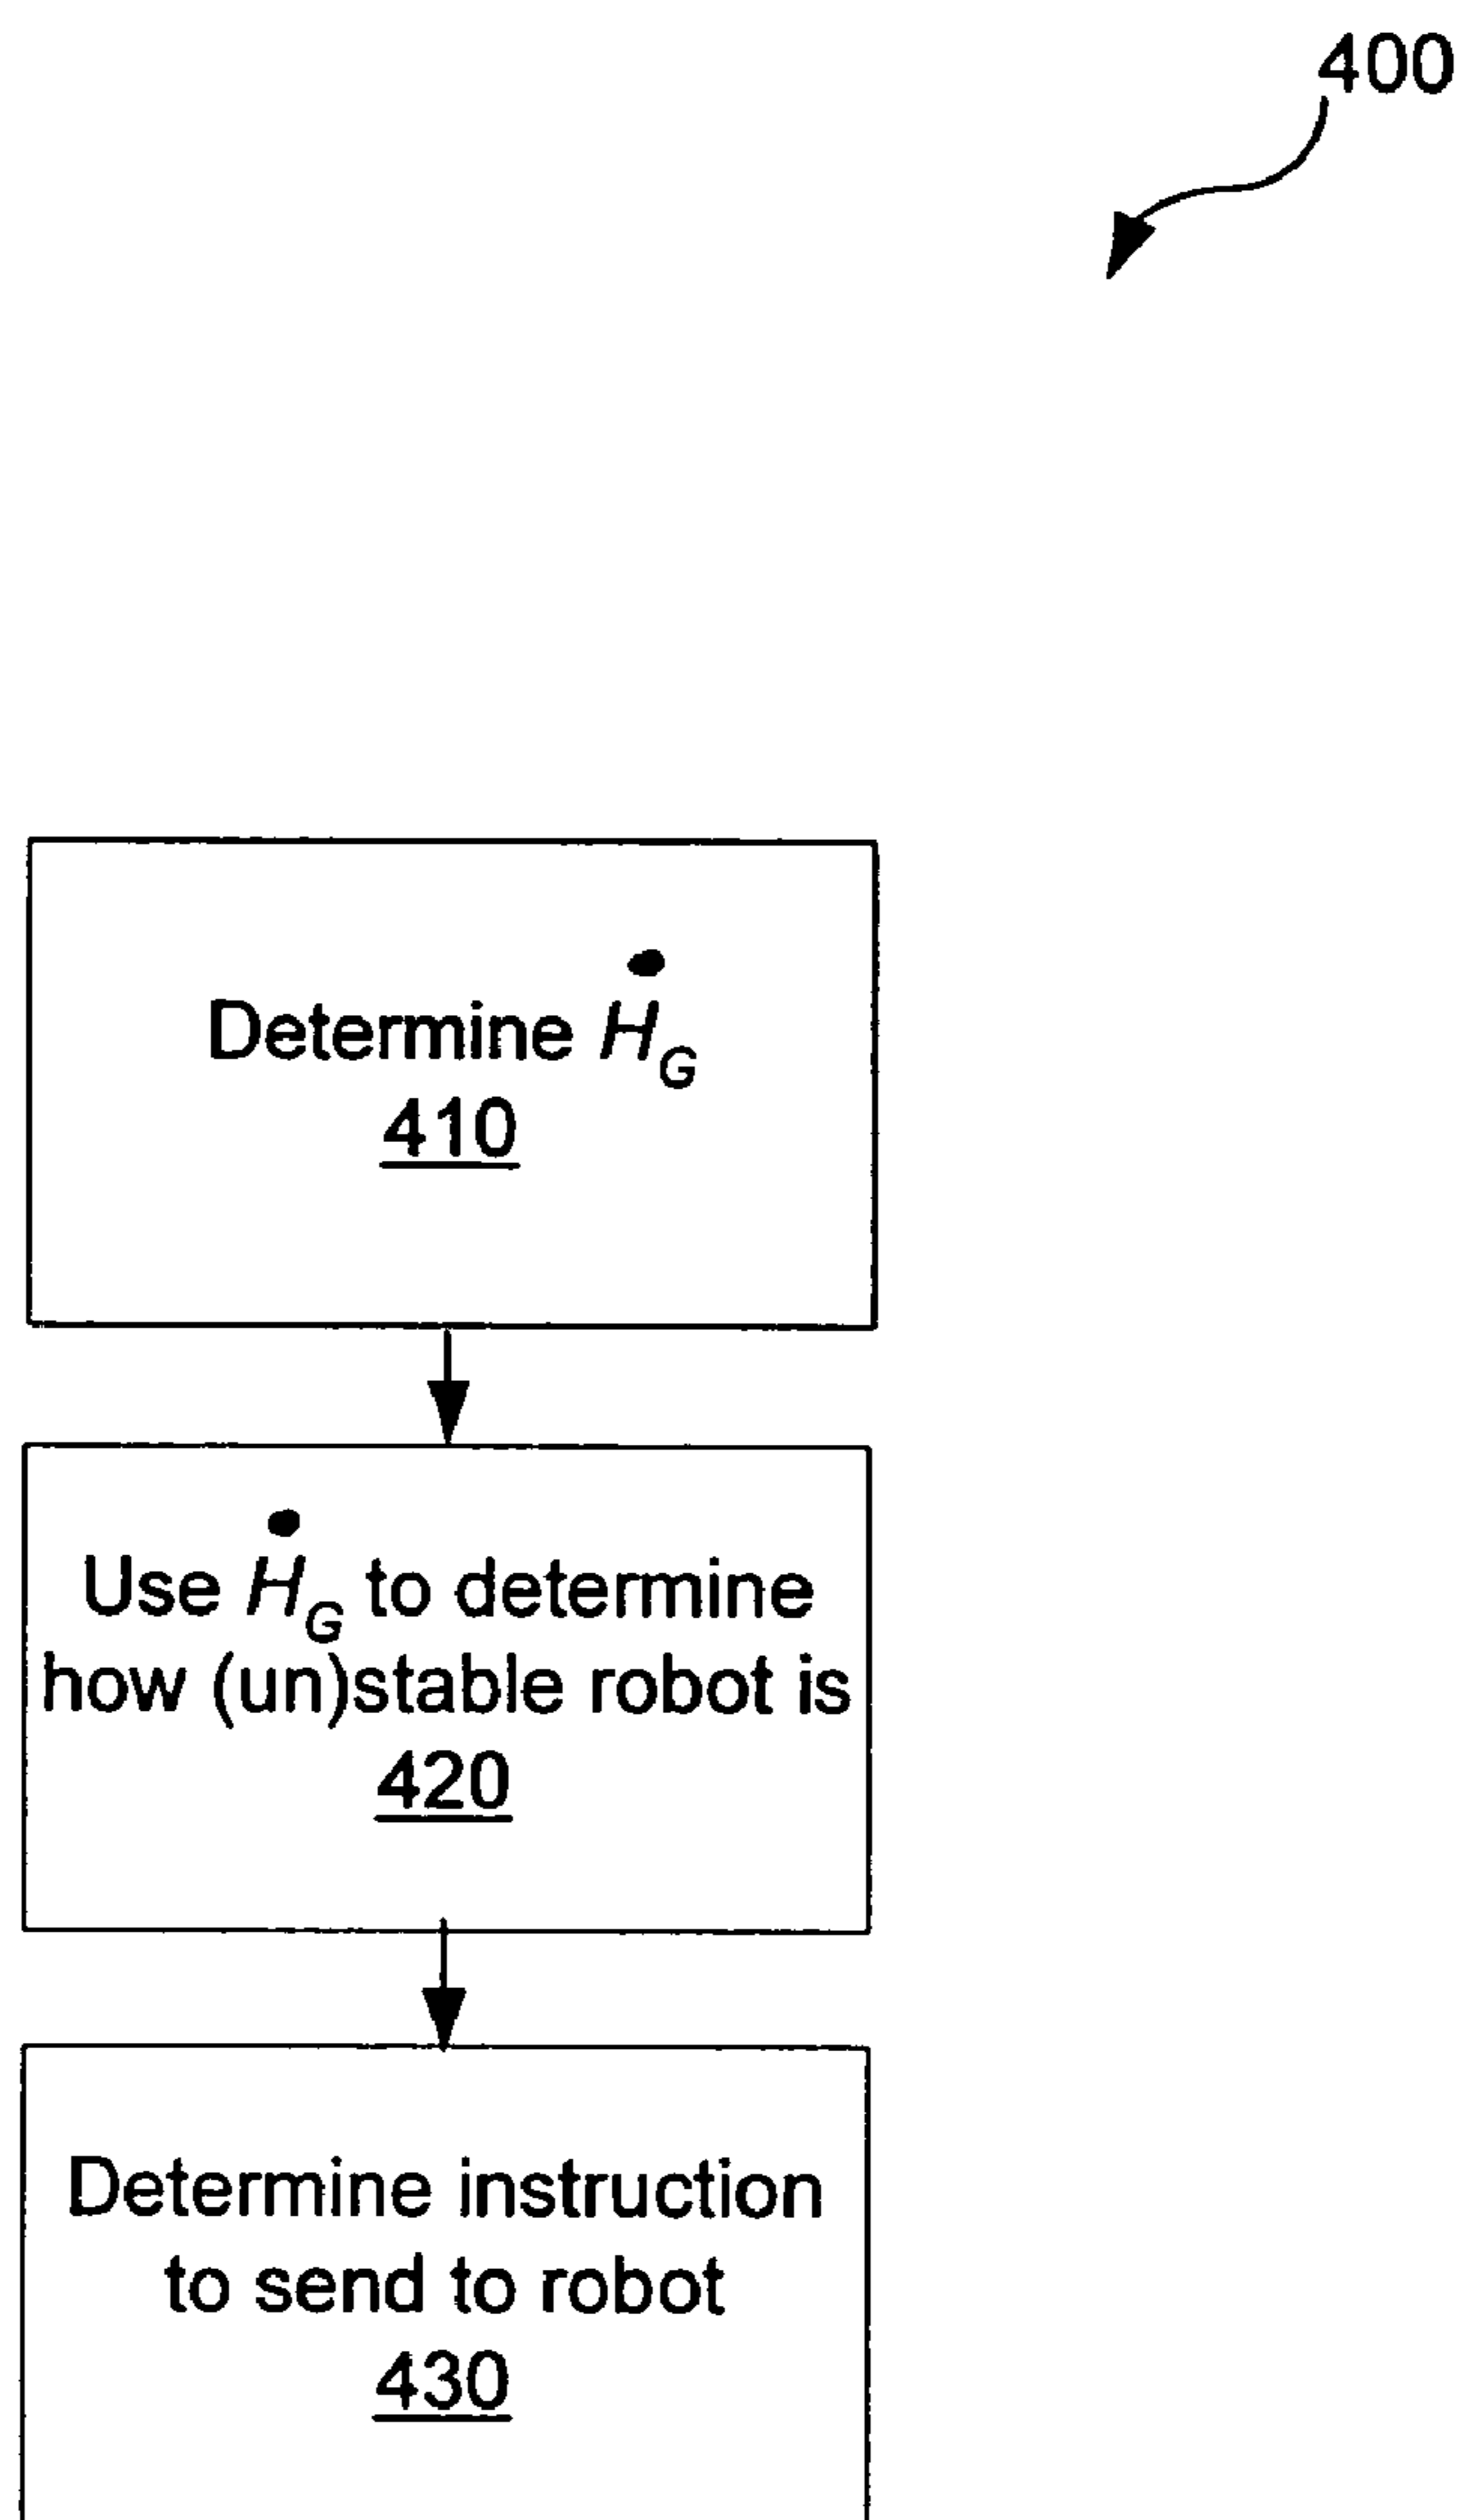 400
Determine Ḣ_G
410
Use Ḣ_G to determine
how (un)stable robot is
420
Determine instruction
to send to robot
430